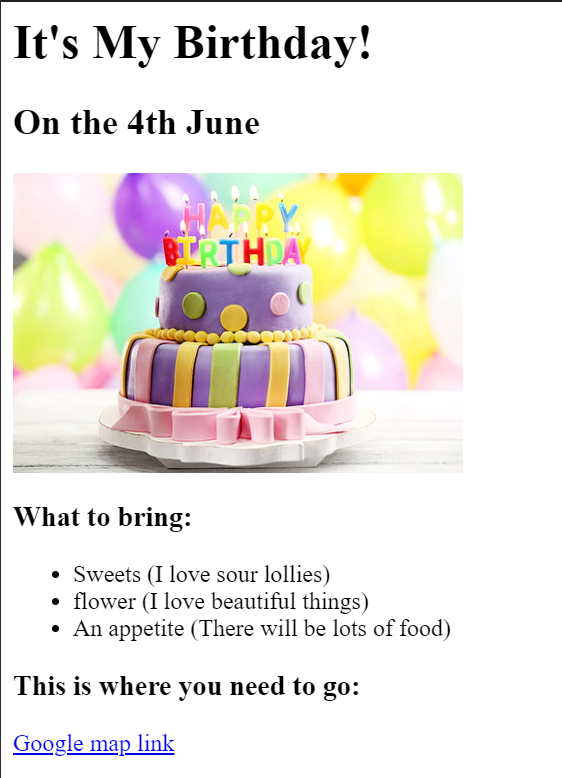 It's My Birthday!
On the 4th June
HAPPY
BIRTHDAY
What to bring:
Sweets (I love sour lollies)
flower (I love beautiful things)
An appetite (There will be lots of food)
This is where you need to go:
Google map link